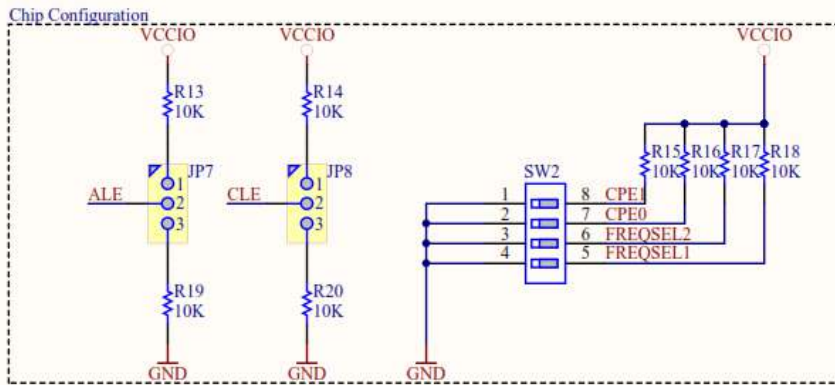 Chip Configuration
VCCIO VCCIO VCCIO
R13 R14
10K 10K
R15 R16 R17 R18
10K 10K 10K 10K
JP7 JP8 SW2
1 1
ALE 2 CLE 2
3 3
1 8 CPE1
2 7 CPE0
3 6 FREQSEL2
4 5 FREQSEL1
R19 R20
10K 10K
GND GND GND